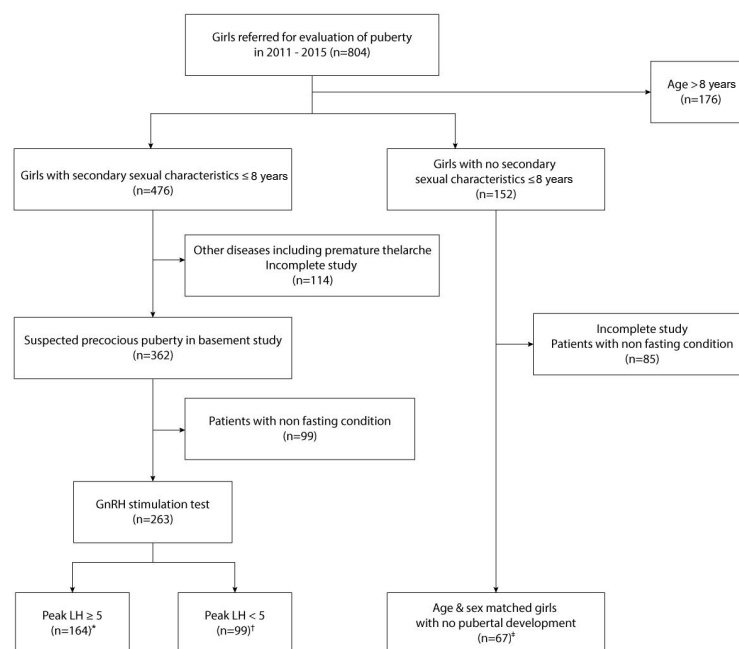 Girls referred for evaluation of puberty
in 2011 - 2015 (n=804)
Age > 8 years
(n=176)
Girls with secondary sexual characteristics ≤ 8 years
(n=476)
Girls with no secondary
sexual characteristics ≤ 8 years
(n=152)
Other diseases including premature thelarche
Incomplete study
(n=114)
Suspected precocious puberty in basement study
(n=362)
Incomplete study
Patients with non fasting condition
(n=85)
Patients with non fasting condition
(n=99)
GnRH stimulation test
(n=263)
Peak LH ≥ 5
(n=164)*
Peak LH < 5
(n=99)†
Age & sex matched girls
with no pubertal development
(n=67)‡